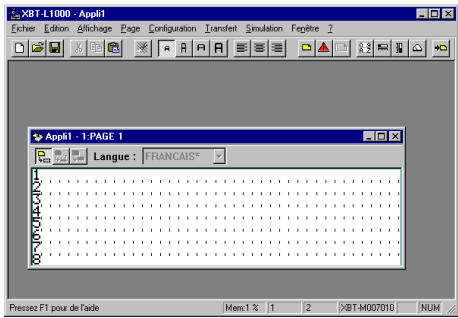 XBT-L1000 - Appli1
Fichier Edition Affichage Page Configuration Transfert Simulation Fenêtre ?
A A A A
Appli1 - 1:PAGE 1
Langue : FRANCAIS*
1
2
3
4
5
6
7
8
Pressez F1 pour de l'aide Mem:1 % 1 2 XBT-M007010 NUM